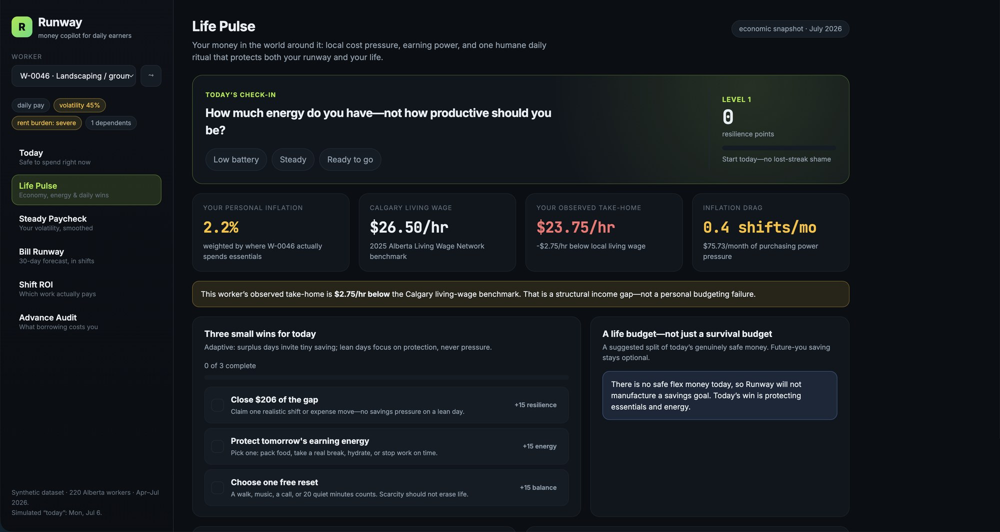 R
Runway
money copilot for daily earners
WORKER
W-0046 · Landscaping / groun
→
daily pay
volatility 45%
rent burden: severe
1 dependents
Today
Safe to spend right now
Life Pulse
Economy, energy & daily wins
Steady Paycheck
Your volatility, smoothed
Bill Runway
30-day forecast, in shifts
Shift ROI
Which work actually pays
Advance Audit
What borrowing costs you
Synthetic dataset · 220 Alberta workers · Apr–Jul
2026.
Simulated “today”: Mon, Jul 6.
Life Pulse
Your money in the world around it: local cost pressure, earning power, and one humane daily
ritual that protects both your runway and your life.
economic snapshot · July 2026
TODAY’S CHECK-IN
How much energy do you have—not how productive should you
be?
Low battery
Steady
Ready to go
LEVEL 1
0
resilience points
Start today—no lost-streak shame
YOUR PERSONAL INFLATION
2.2%
weighted by where W-0046 actually
spends essentials
CALGARY LIVING WAGE
$26.50/hr
2025 Alberta Living Wage Network
benchmark
YOUR OBSERVED TAKE-HOME
$23.75/hr
-$2.75/hr below local living wage
INFLATION DRAG
0.4 shifts/mo
$75.73/month of purchasing power
pressure
This worker’s observed take-home is $2.75/hr below the Calgary living-wage benchmark. That is a structural income gap—not a personal budgeting failure.
Three small wins for today
Adaptive: surplus days invite tiny saving; lean days focus on protection, never pressure.
0 of 3 complete
Close $206 of the gap
Claim one realistic shift or expense move—no savings pressure on a lean day.
+15 resilience
Protect tomorrow's earning energy
Pick one: pack food, take a real break, hydrate, or stop work on time.
+15 energy
Choose one free reset
A walk, music, a call, or 20 quiet minutes counts. Scarcity should not erase life.
+15 balance
A life budget—not just a survival budget
A suggested split of today’s genuinely safe money. Future-you saving
stays optional.
There is no safe flex money today, so Runway will not
manufacture a savings goal. Today’s win is protecting
essentials and energy.